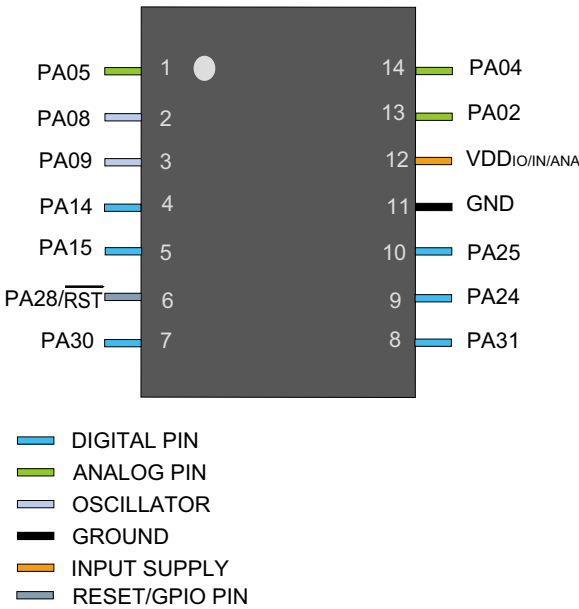 PA05 1 14 PA04
PA08 2 13 PA02
PA09 3 12 VDDIO/IN/ANA
PA14 4 11 GND
PA15 5 10 PA25
PA28/RST 6 9 PA24
PA30 7 8 PA31
DIGITAL PIN
ANALOG PIN
OSCILLATOR
GROUND
INPUT SUPPLY
RESET/GPIO PIN